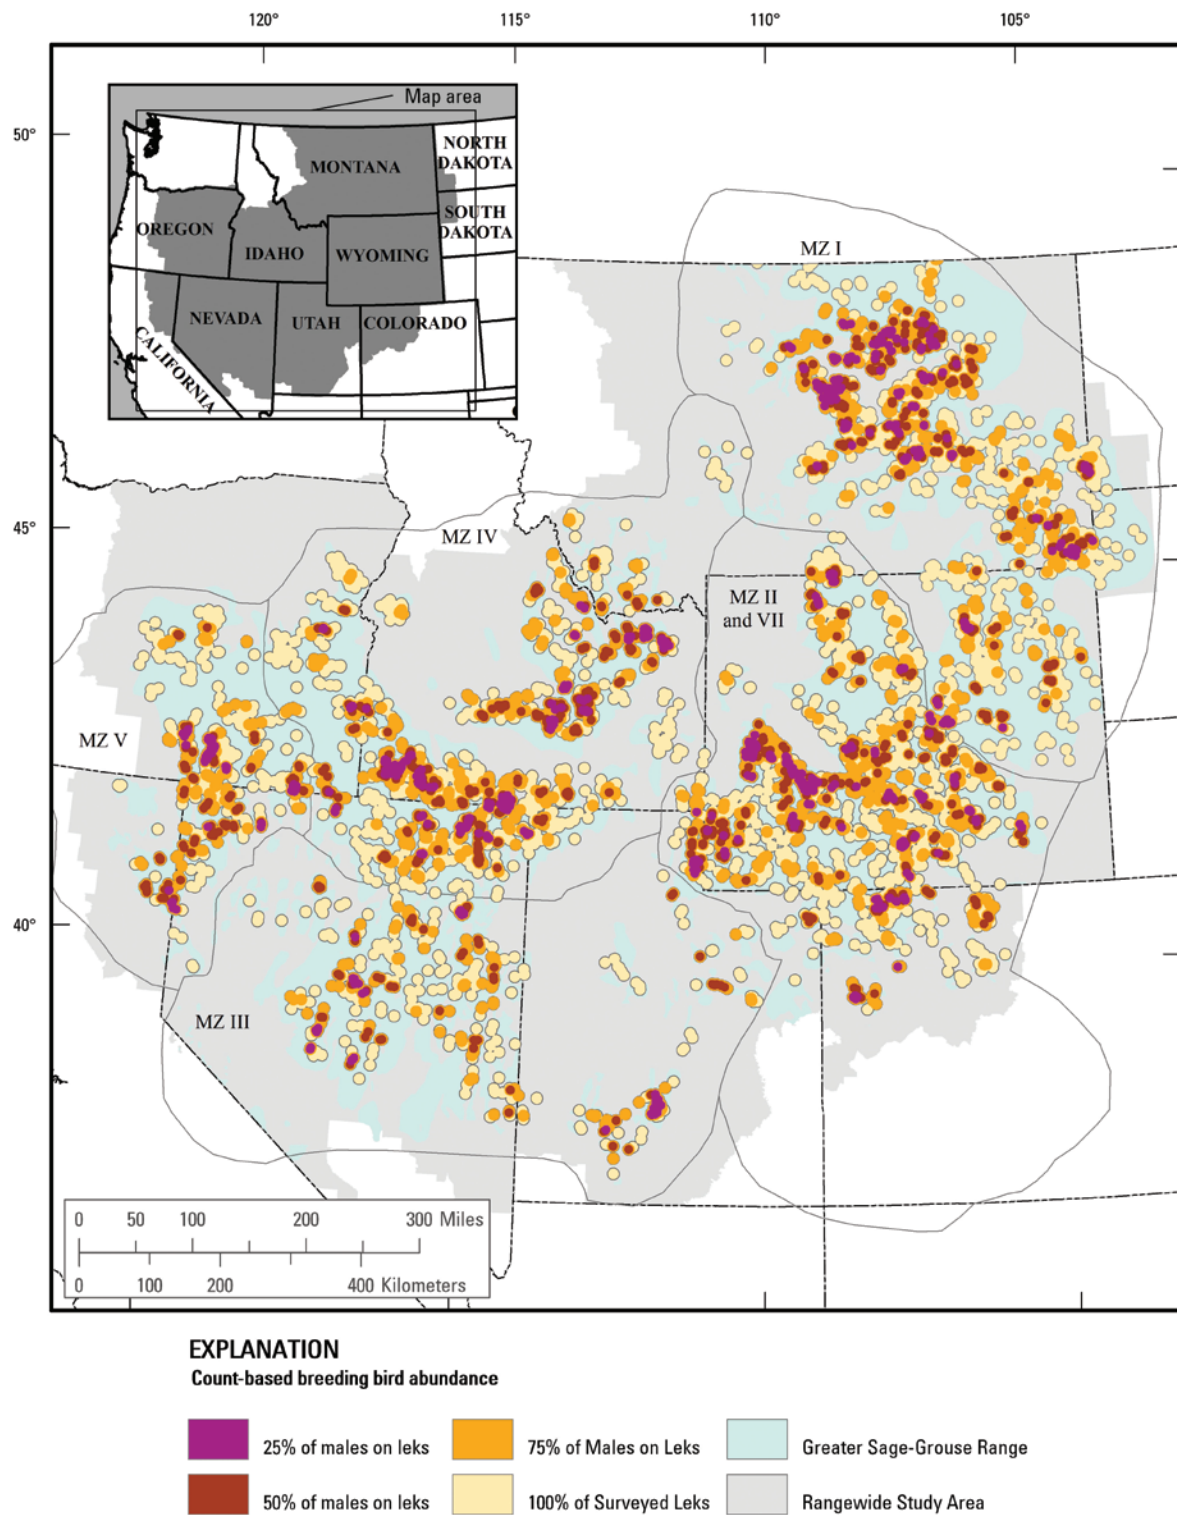 120° 115° 110° 105°
50°
45°
40°
Map area
NORTH
DAKOTA
MONTANA
SOUTH
DAKOTA
OREGON
IDAHO
WYOMING
NEVADA
UTAH
COLORADO
CALIFORNIA
MZ I
MZ IV
MZ II
and VII
MZ V
MZ III
0 50 100 200 300 Miles
0 100 200 400 Kilometers
EXPLANATION
Count-based breeding bird abundance
25% of males on leks
75% of Males on Leks
Greater Sage-Grouse Range
50% of males on leks
100% of Surveyed Leks
Rangewide Study Area